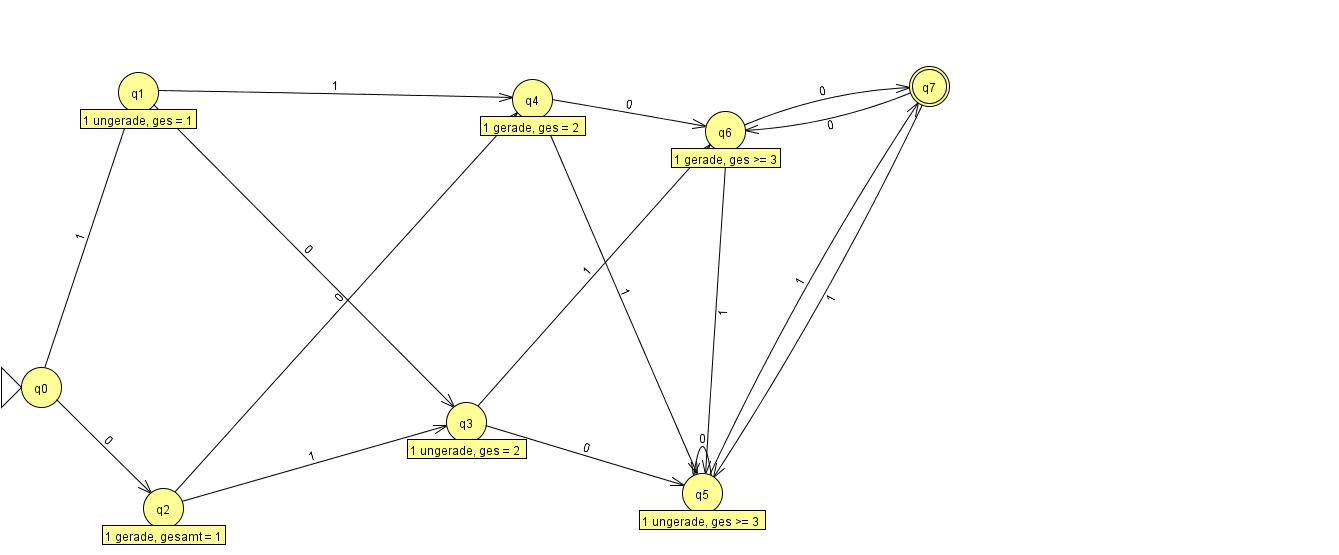 q7
0
0
q1
1
q4
0
q6
1 ungerade, ges = 1
1 gerade, ges = 2
1 gerade, ges >= 3
1
0
1
1
1
0
1
1
q0
q3
0
1
0
0
1 ungerade, ges = 2
q2
q5
1 gerade, gesamt = 1
1 ungerade, ges >= 3